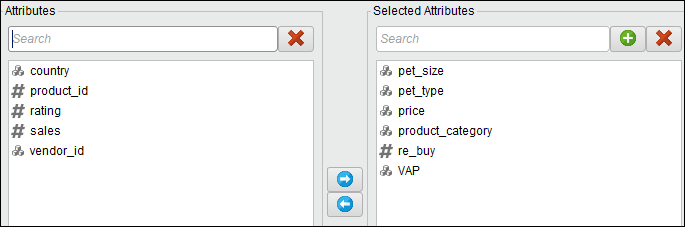 Attributes
Search
country
product_id
rating
sales
vendor_id
Selected Attributes
Search
pet_size
pet_type
price
product_category
re_buy
VAP